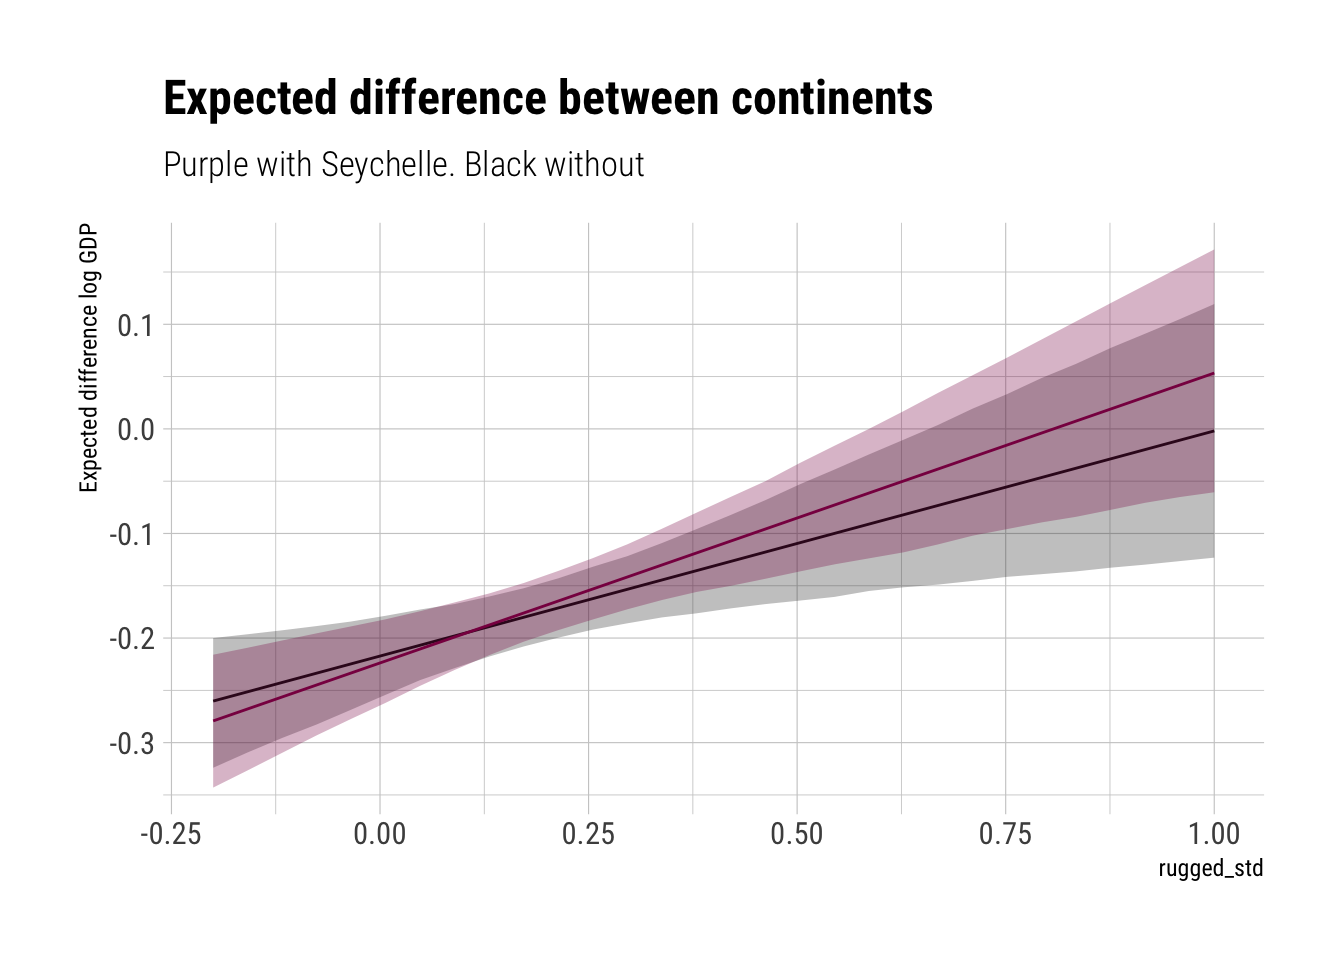 Expected difference between continents
Purple with Seychelle. Black without
Expected difference log GDP
0.1
0.0
-0.1
-0.2
-0.3
-0.25 0.00 0.25 0.50 0.75 1.00
rugged_std